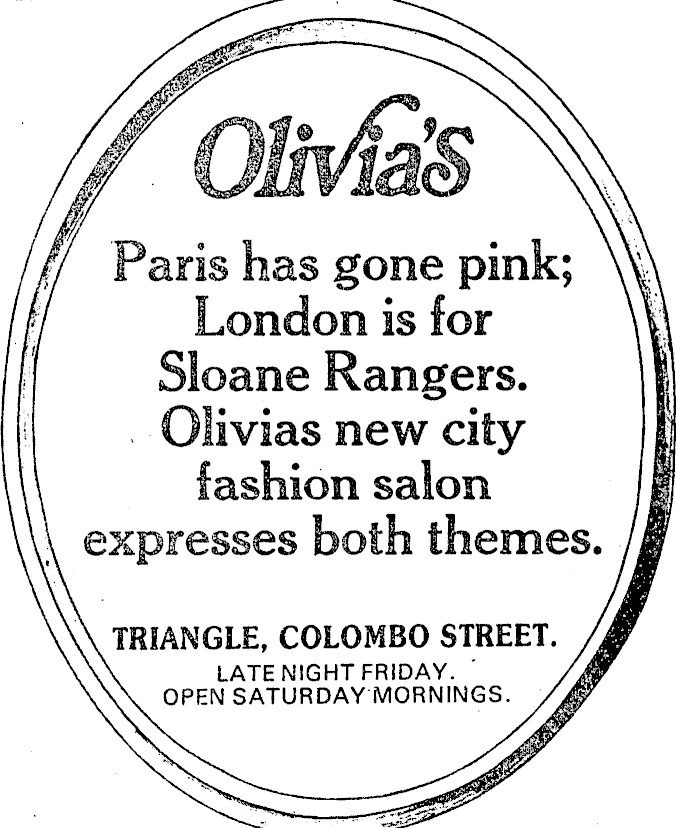 Olivia's
Paris has gone pink;
London is for
Sloane Rangers.
Olivias new city
fashion salon
expresses both themes.
TRIANGLE, COLOMBO STREET.
LATE NIGHT FRIDAY.
OPEN SATURDAY MORNINGS.